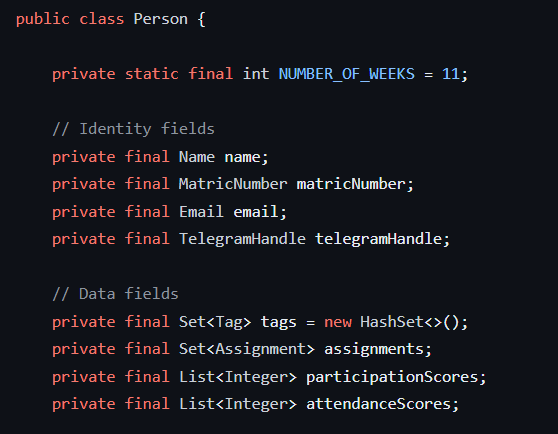 public class Person {
private static final int NUMBER_OF_WEEKS = 11;
// Identity fields
private final Name name;
private final MatricNumber matricNumber;
private final Email email;
private final TelegramHandle telegramHandle;
// Data fields
private final Set<Tag> tags = new HashSet<>();
private final Set<Assignment> assignments;
private final List<Integer> participationScores;
private final List<Integer> attendanceScores;